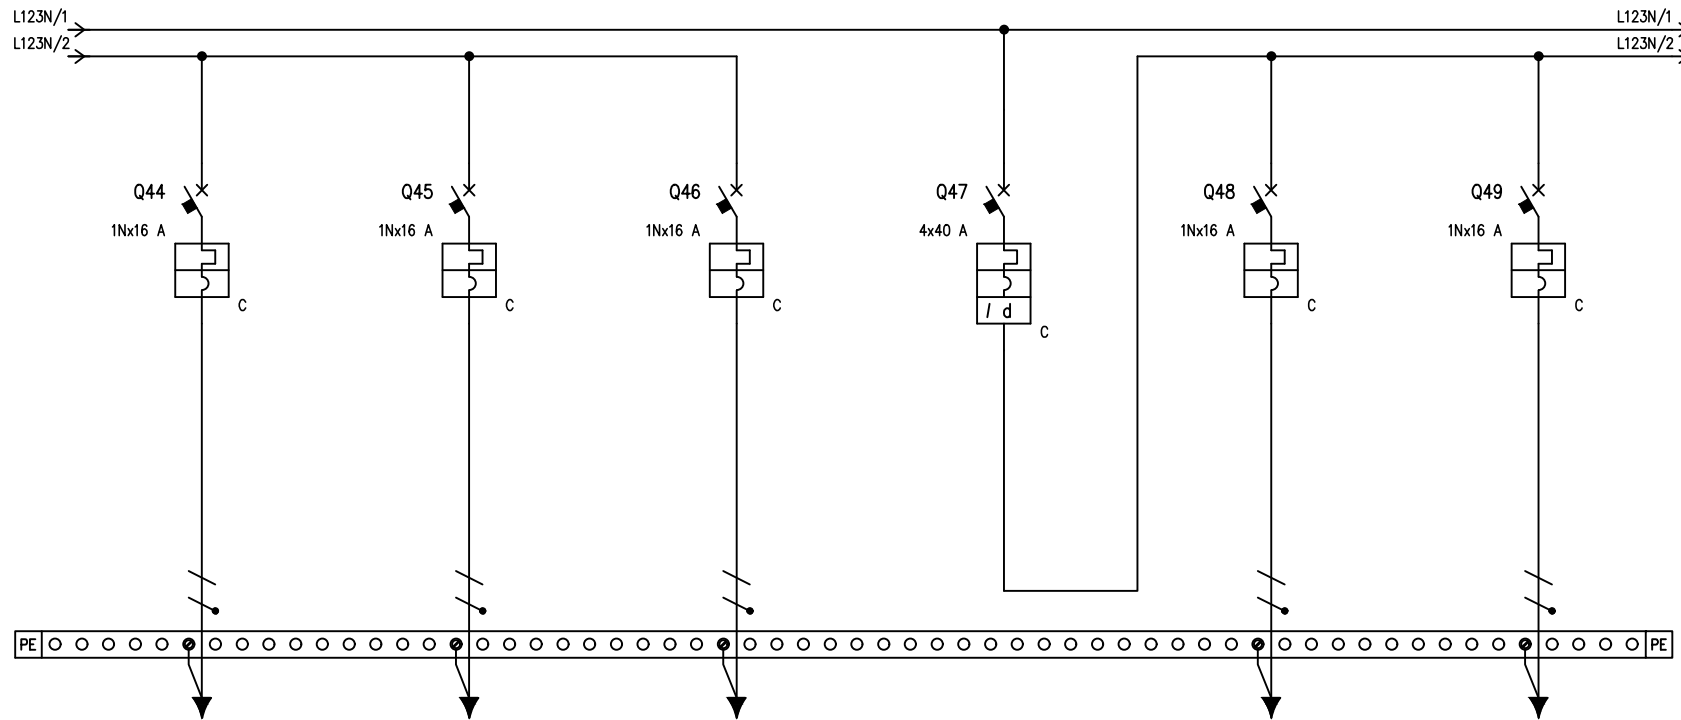 L123N/1 L123N/1
L123N/2 L123N/2
Q44 Q45 Q46 Q47 Q48 Q49
1Nx16 A 1Nx16 A 1Nx16 A 4x40 A 1Nx16 A 1Nx16 A
C C C C C
I d
C
PE PE